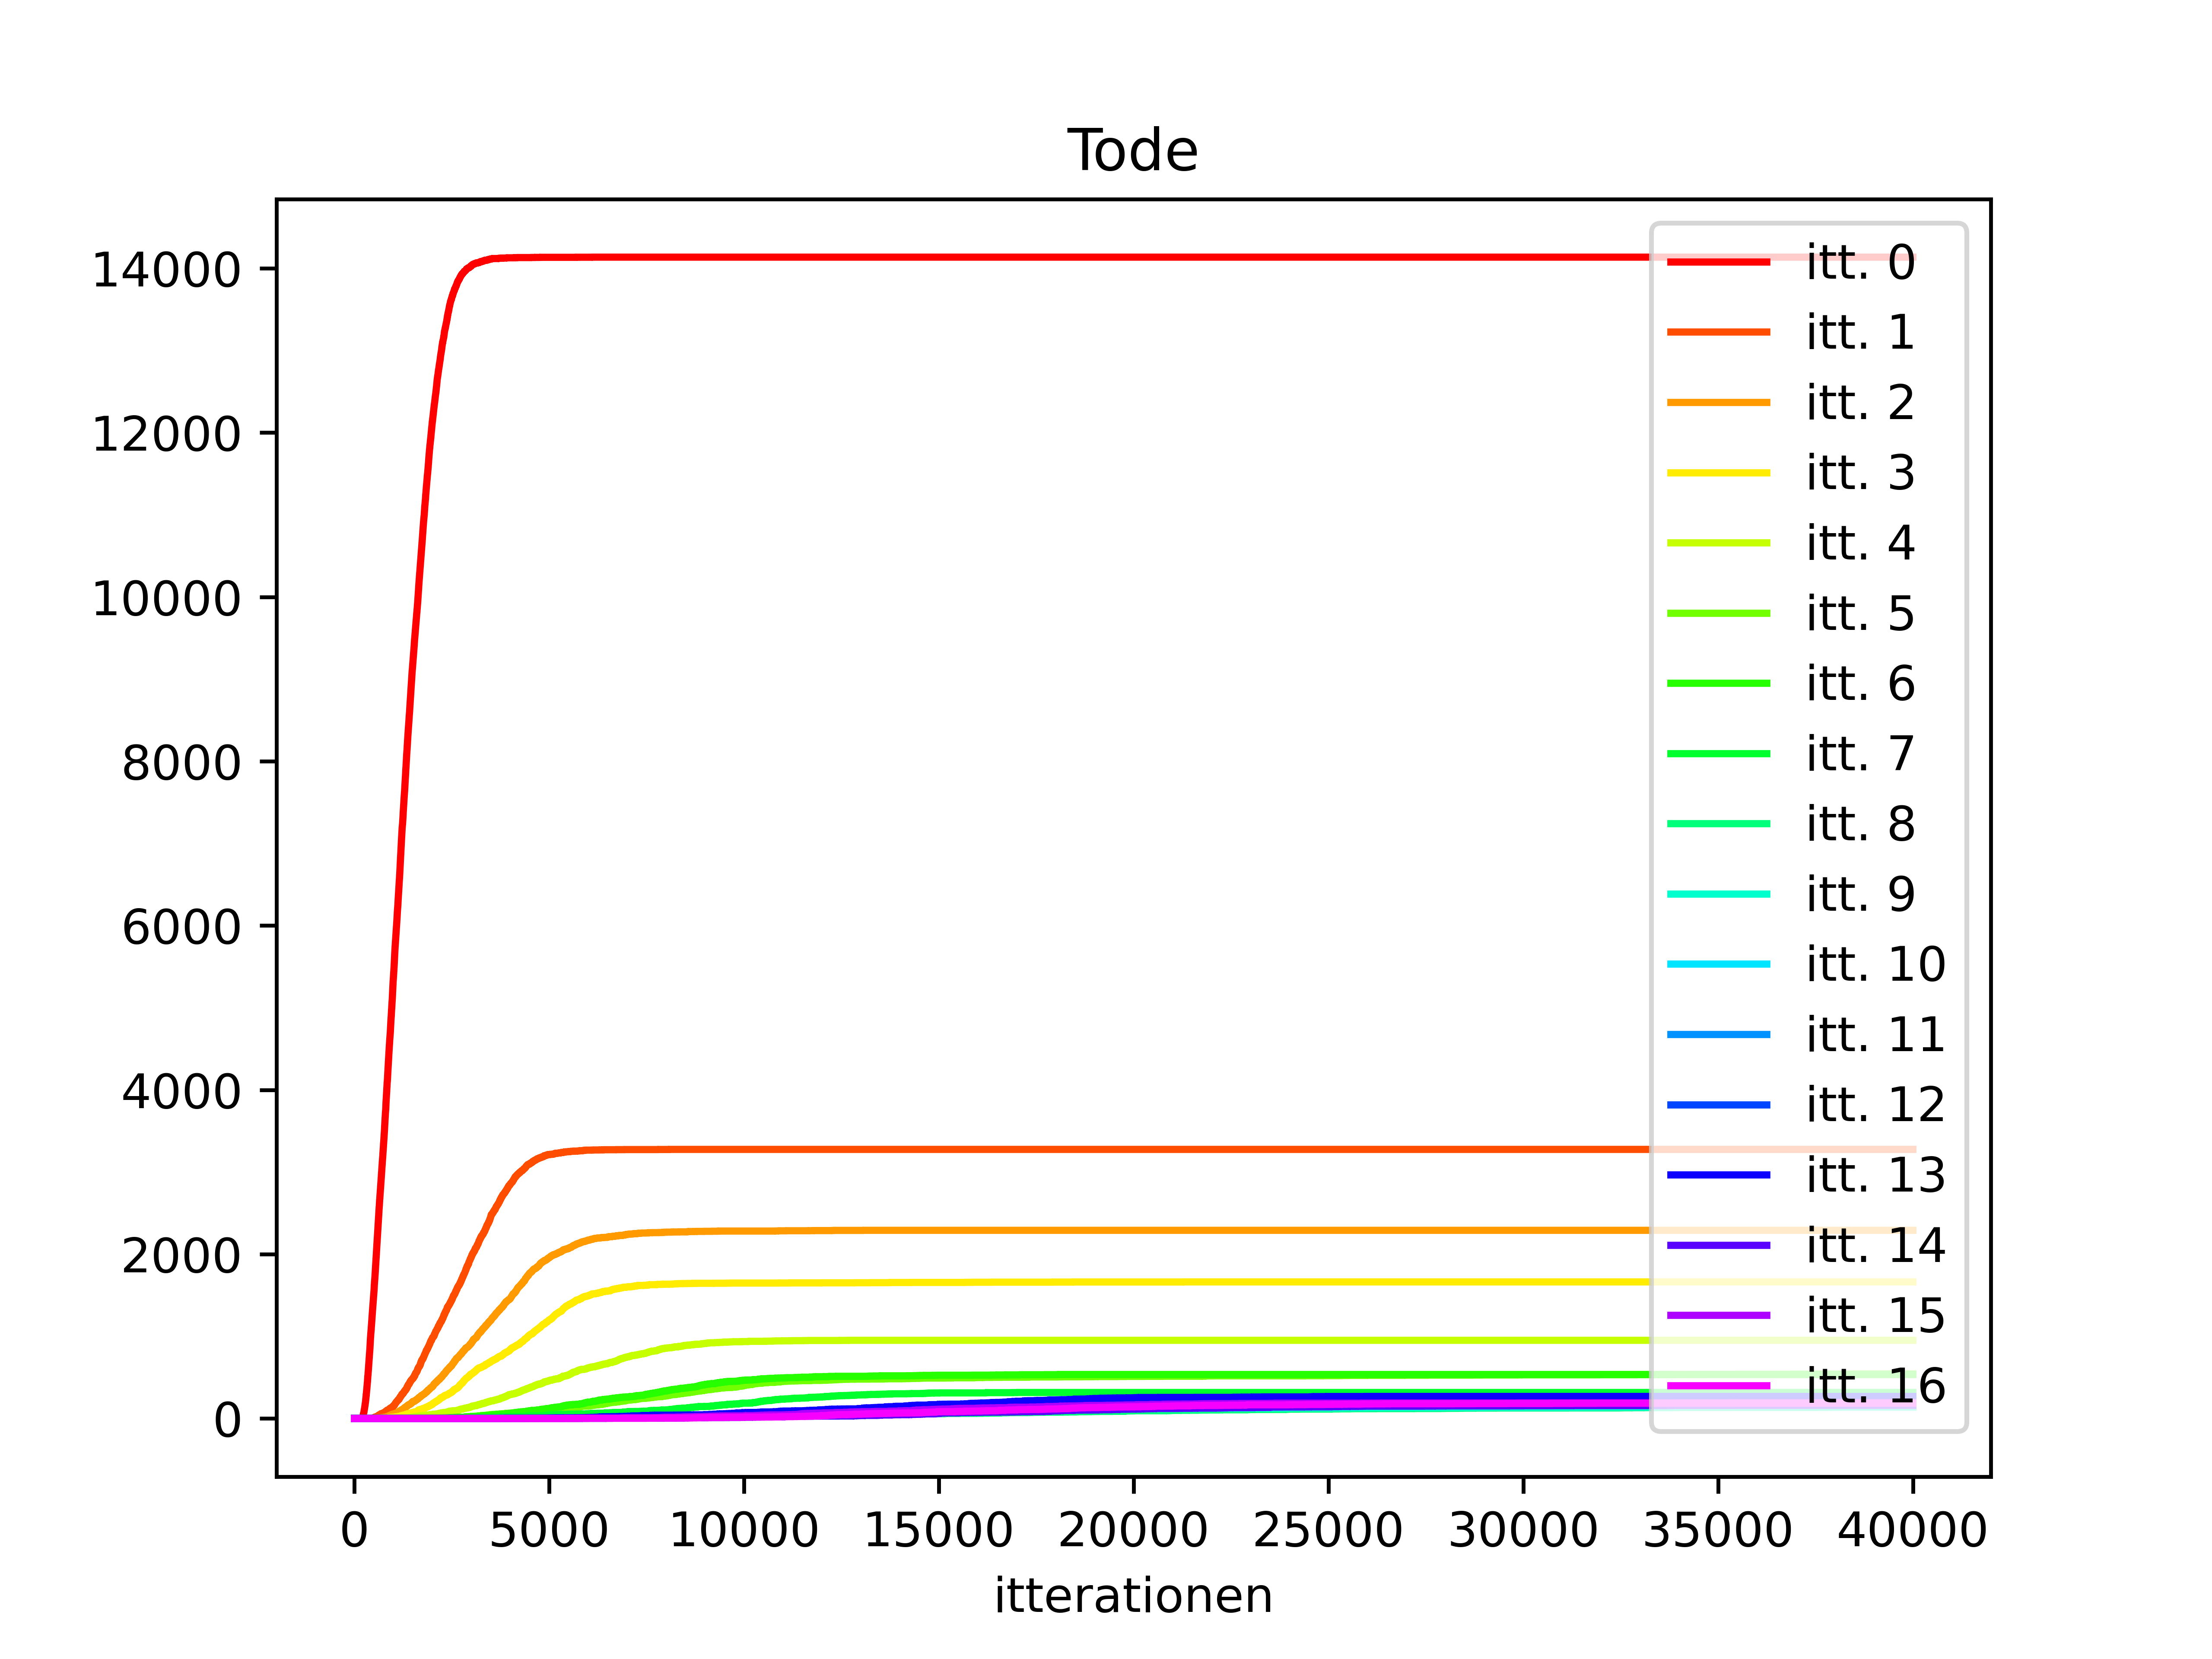 Tode
14000
12000
10000
8000
6000
4000
2000
0
itt. 0
itt. 1
itt. 2
itt. 3
itt. 4
itt. 5
itt. 6
itt. 7
itt. 8
itt. 9
itt. 10
itt. 11
itt. 12
itt. 13
itt. 14
itt. 15
itt. 16
0 5000 10000 15000 20000 25000 30000 35000 40000
itterationen